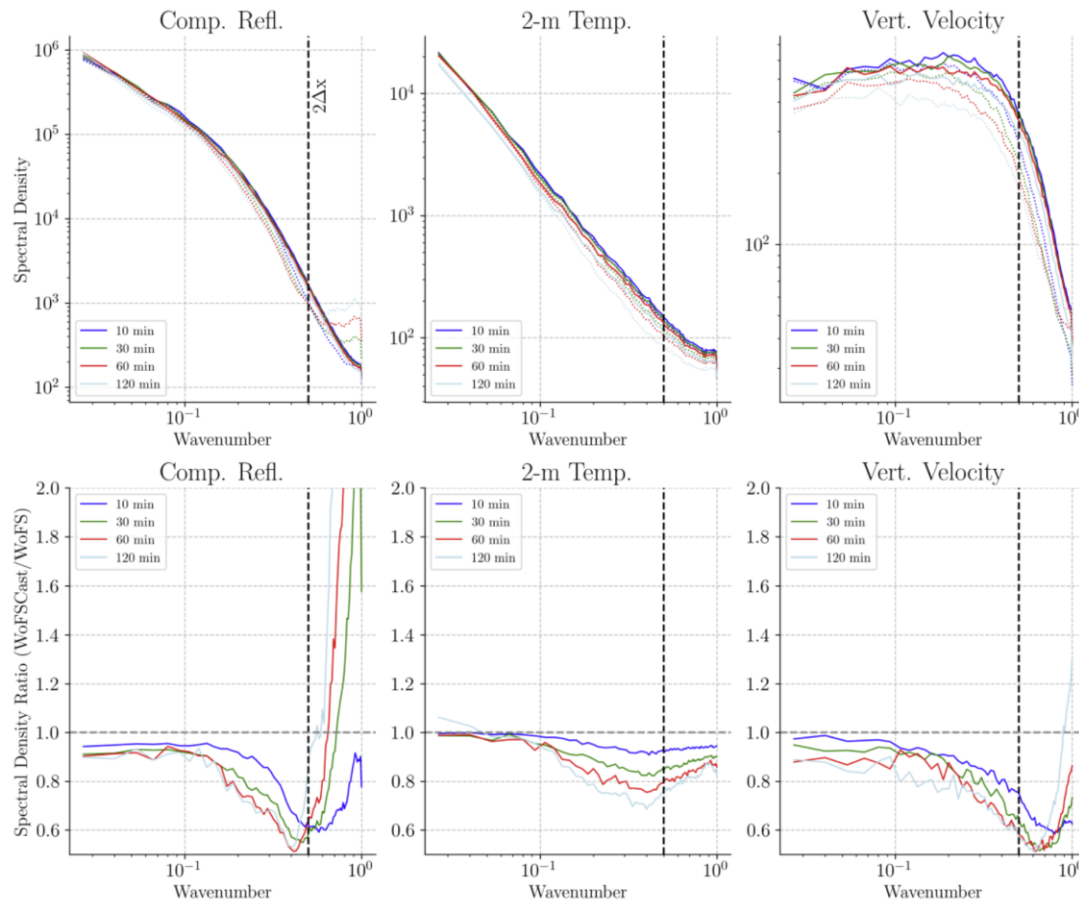 Comp. Refl.
2-m Temp.
Vert. Velocity
Spectral Density
10^6
10^5
10^4
10^3
10^2
2Δx
10 min
30 min
60 min
120 min
10^-1
10^0
Wavenumber
10^4
10^3
10^2
10 min
30 min
60 min
120 min
10^-1
10^0
Wavenumber
10^2
10 min
30 min
60 min
120 min
10^-1
10^0
Wavenumber
Comp. Refl.
2-m Temp.
Vert. Velocity
Spectral Density Ratio (WoFSCast/WoFS)
2.0
1.8
1.6
1.4
1.2
1.0
0.8
0.6
10 min
30 min
60 min
120 min
10^-1
10^0
Wavenumber
2.0
1.8
1.6
1.4
1.2
1.0
0.8
0.6
10 min
30 min
60 min
120 min
10^-1
10^0
Wavenumber
2.0
1.8
1.6
1.4
1.2
1.0
0.8
0.6
10 min
30 min
60 min
120 min
10^-1
10^0
Wavenumber